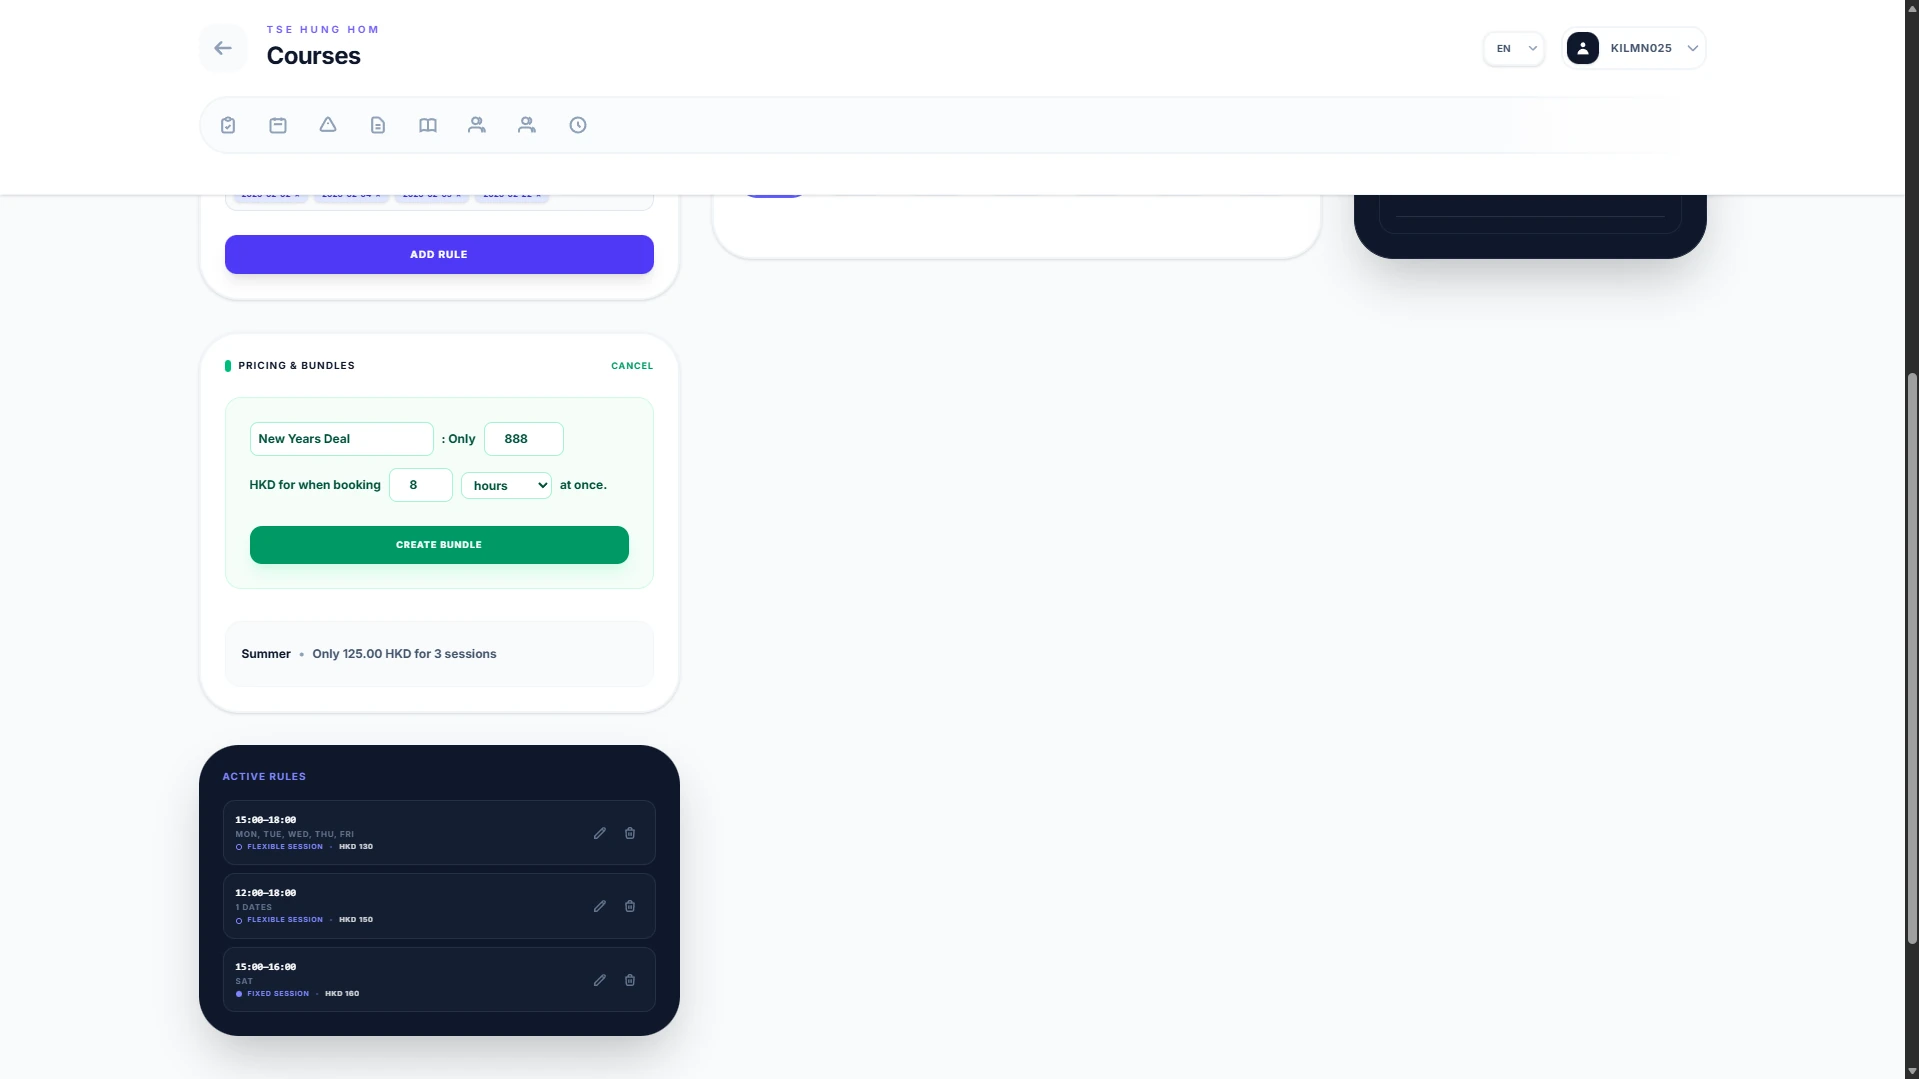 TSE HUNG HOM
Courses
EN
KILMN025
ADD RULE
PRICING & BUNDLES
CANCEL
New Years Deal : Only 888
HKD for when booking 8 hours at once.
CREATE BUNDLE
Summer • Only 125.00 HKD for 3 sessions
ACTIVE RULES
15:00–18:00
MON, TUE, WED, THU, FRI
FLEXIBLE SESSION • HKD 130
12:00–18:00
1 DATES
FLEXIBLE SESSION • HKD 150
15:00–16:00
SAT
FIXED SESSION • HKD 160